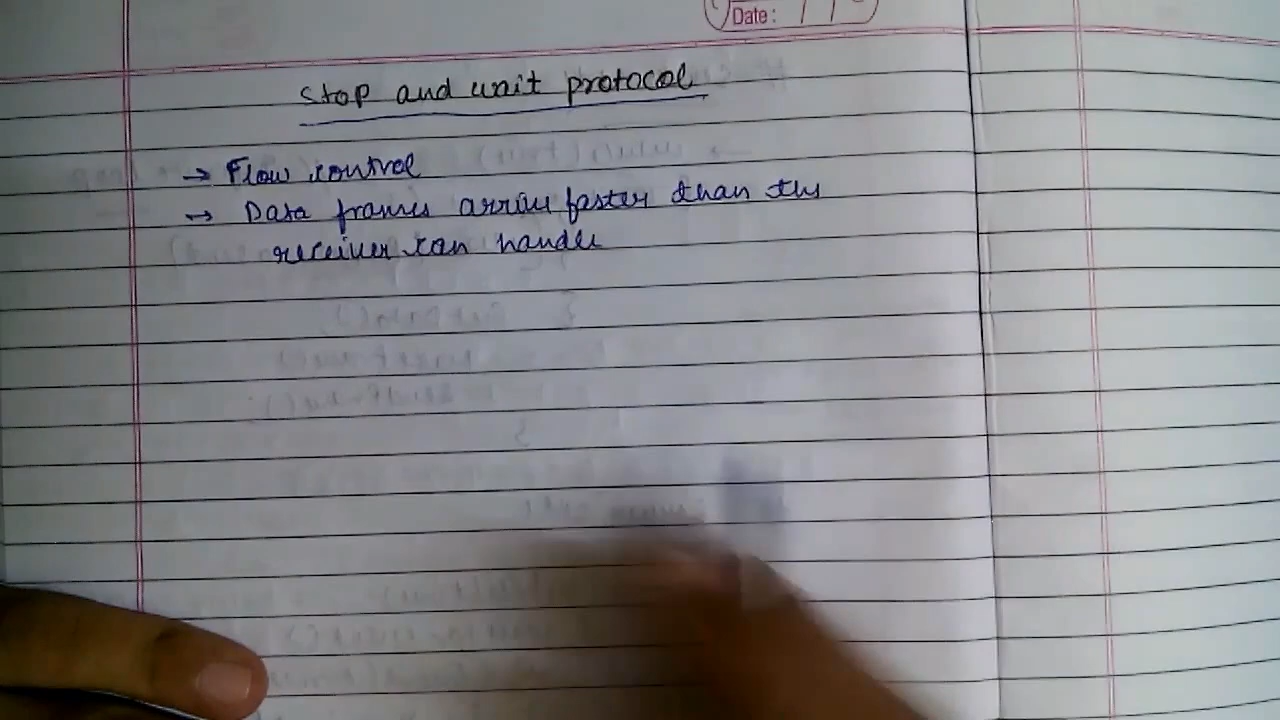 Date :
Stop and wait protocol
→ Flow control
→ Data frames arrive faster than the
receiver can handle